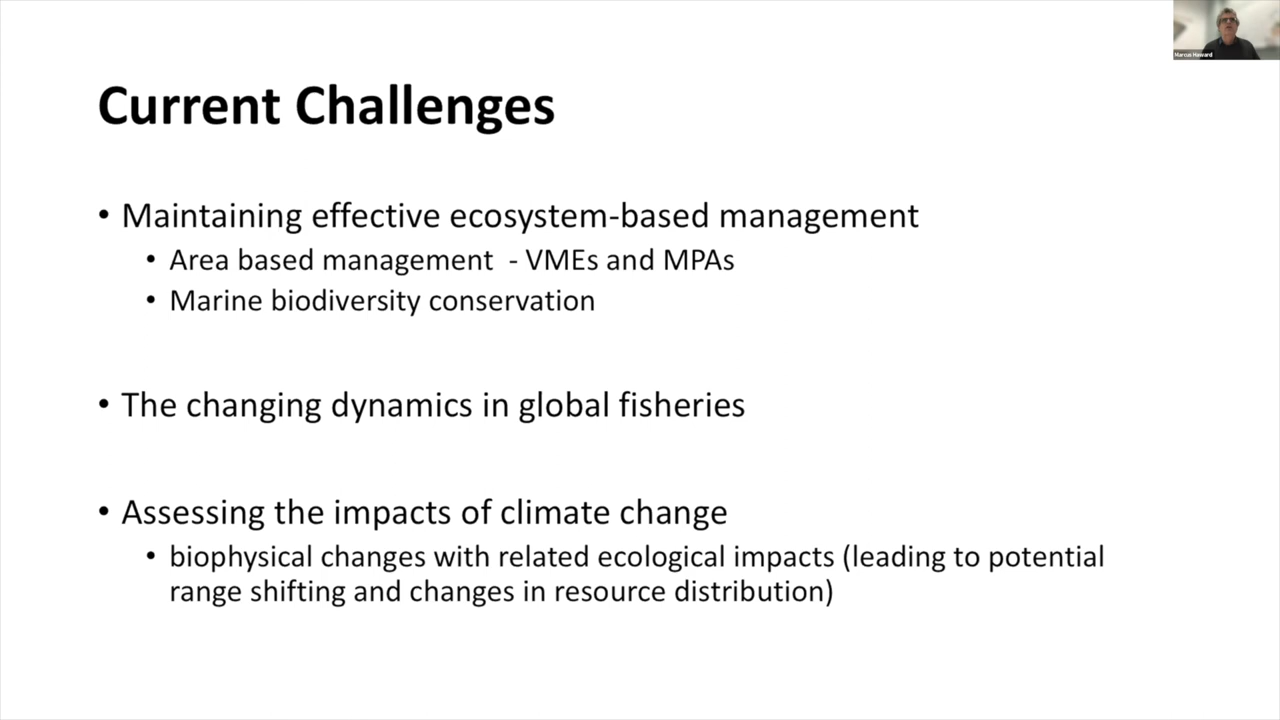 Marcus Haward
Current Challenges
• Maintaining effective ecosystem-based management
• Area based management - VMEs and MPAs
• Marine biodiversity conservation
• The changing dynamics in global fisheries
• Assessing the impacts of climate change
• biophysical changes with related ecological impacts (leading to potential
range shifting and changes in resource distribution)